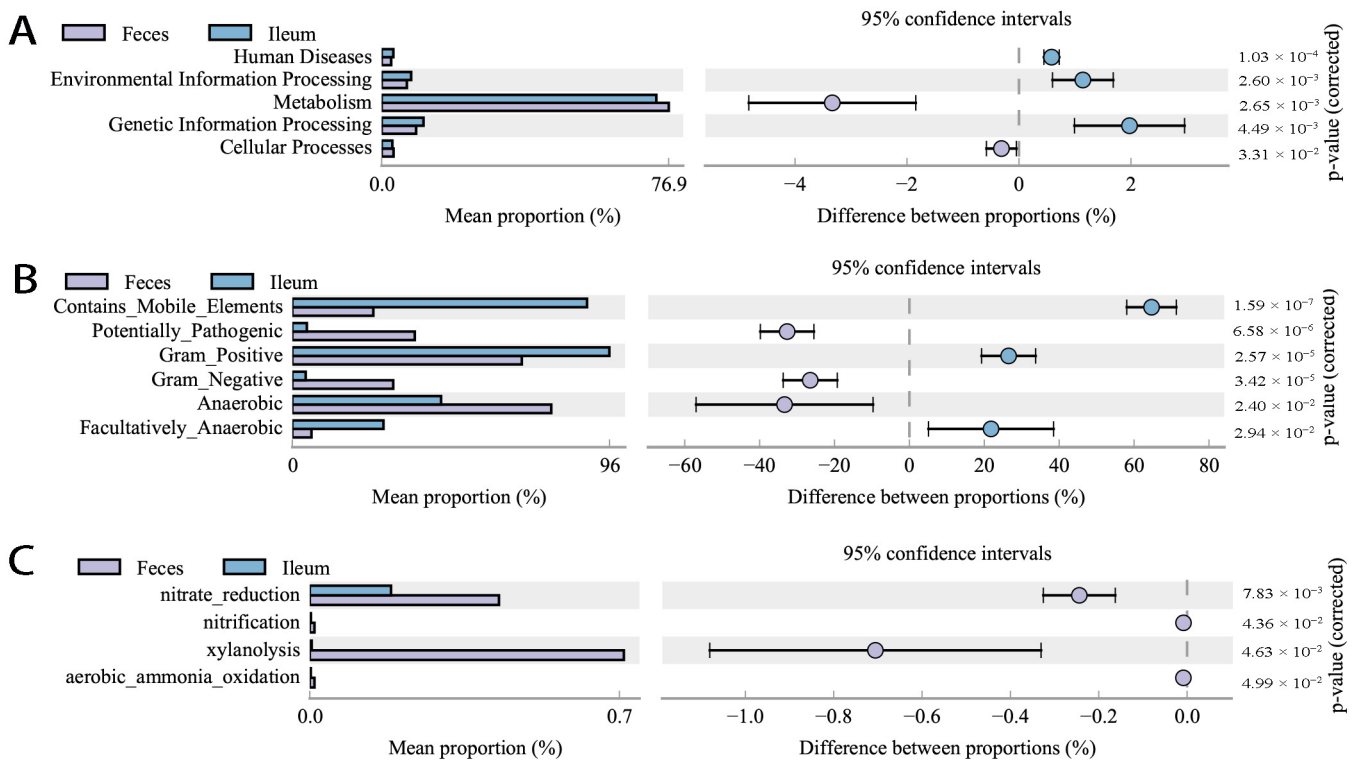 A
Feces
Ileum
95% confidence intervals
Human Diseases
Environmental Information Processing
Metabolism
Genetic Information Processing
Cellular Processes
1.03 × 10⁻⁴
2.60 × 10⁻³
2.65 × 10⁻³
4.49 × 10⁻³
3.31 × 10⁻²
p-value (corrected)
0.0
76.9
−4
−2
0
2
Mean proportion (%)
Difference between proportions (%)
B
Feces
Ileum
95% confidence intervals
Contains_Mobile_Elements
Potentially_Pathogenic
Gram_Positive
Gram_Negative
Anaerobic
Facultatively_Anaerobic
1.59 × 10⁻⁷
6.58 × 10⁻⁶
2.57 × 10⁻⁵
3.42 × 10⁻⁵
2.40 × 10⁻²
2.94 × 10⁻²
p-value (corrected)
0
96
−60
−40
−20
0
20
40
60
80
Mean proportion (%)
Difference between proportions (%)
C
Feces
Ileum
95% confidence intervals
nitrate_reduction
nitrification
xylanolysis
aerobic_ammonia_oxidation
7.83 × 10⁻³
4.36 × 10⁻²
4.63 × 10⁻²
4.99 × 10⁻²
p-value (corrected)
0.0
0.7
−1.0
−0.8
−0.6
−0.4
−0.2
0.0
Mean proportion (%)
Difference between proportions (%)